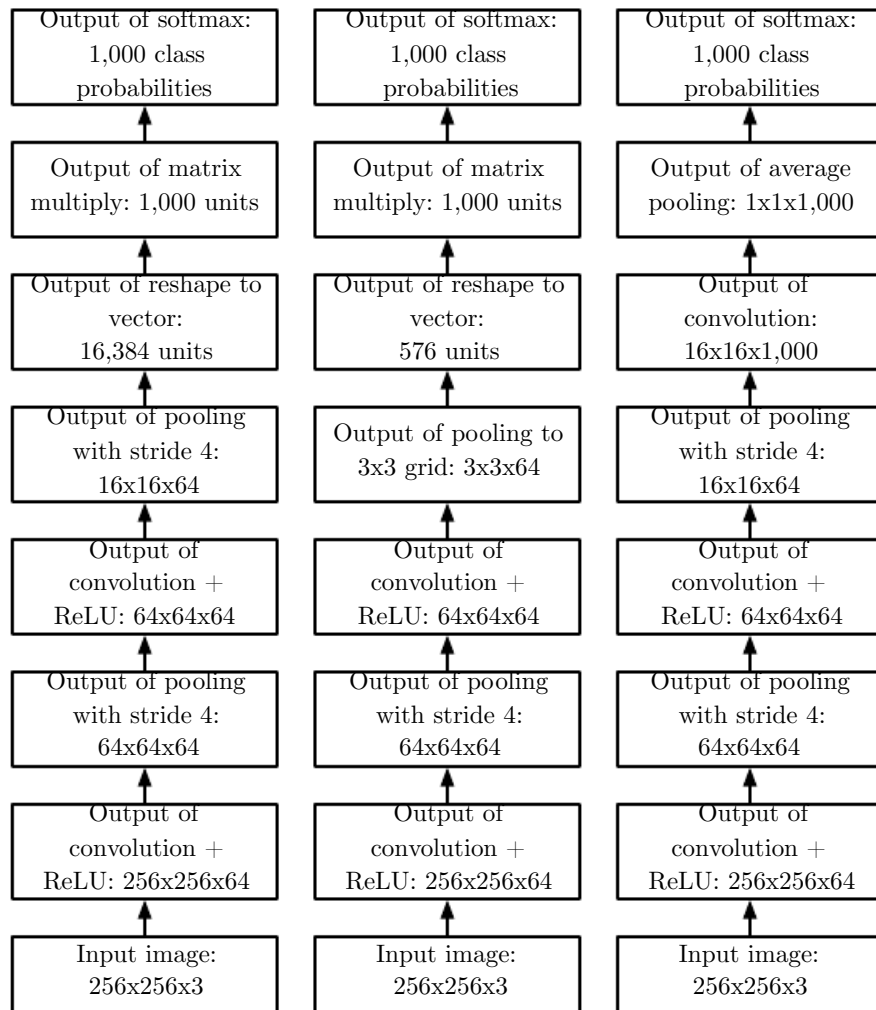 Output of softmax:
1,000 class
probabilities
Output of matrix
multiply: 1,000 units
Output of reshape to
vector:
16,384 units
Output of pooling
with stride 4:
16x16x64
Output of
convolution +
ReLU: 64x64x64
Output of pooling
with stride 4:
64x64x64
Output of
convolution +
ReLU: 256x256x64
Input image:
256x256x3
Output of softmax:
1,000 class
probabilities
Output of matrix
multiply: 1,000 units
Output of reshape to
vector:
576 units
Output of pooling to
3x3 grid: 3x3x64
Output of
convolution +
ReLU: 64x64x64
Output of pooling
with stride 4:
64x64x64
Output of
convolution +
ReLU: 256x256x64
Input image:
256x256x3
Output of softmax:
1,000 class
probabilities
Output of average
pooling: 1x1x1,000
Output of
convolution:
16x16x1,000
Output of pooling
with stride 4:
16x16x64
Output of
convolution +
ReLU: 64x64x64
Output of pooling
with stride 4:
64x64x64
Output of
convolution +
ReLU: 256x256x64
Input image:
256x256x3